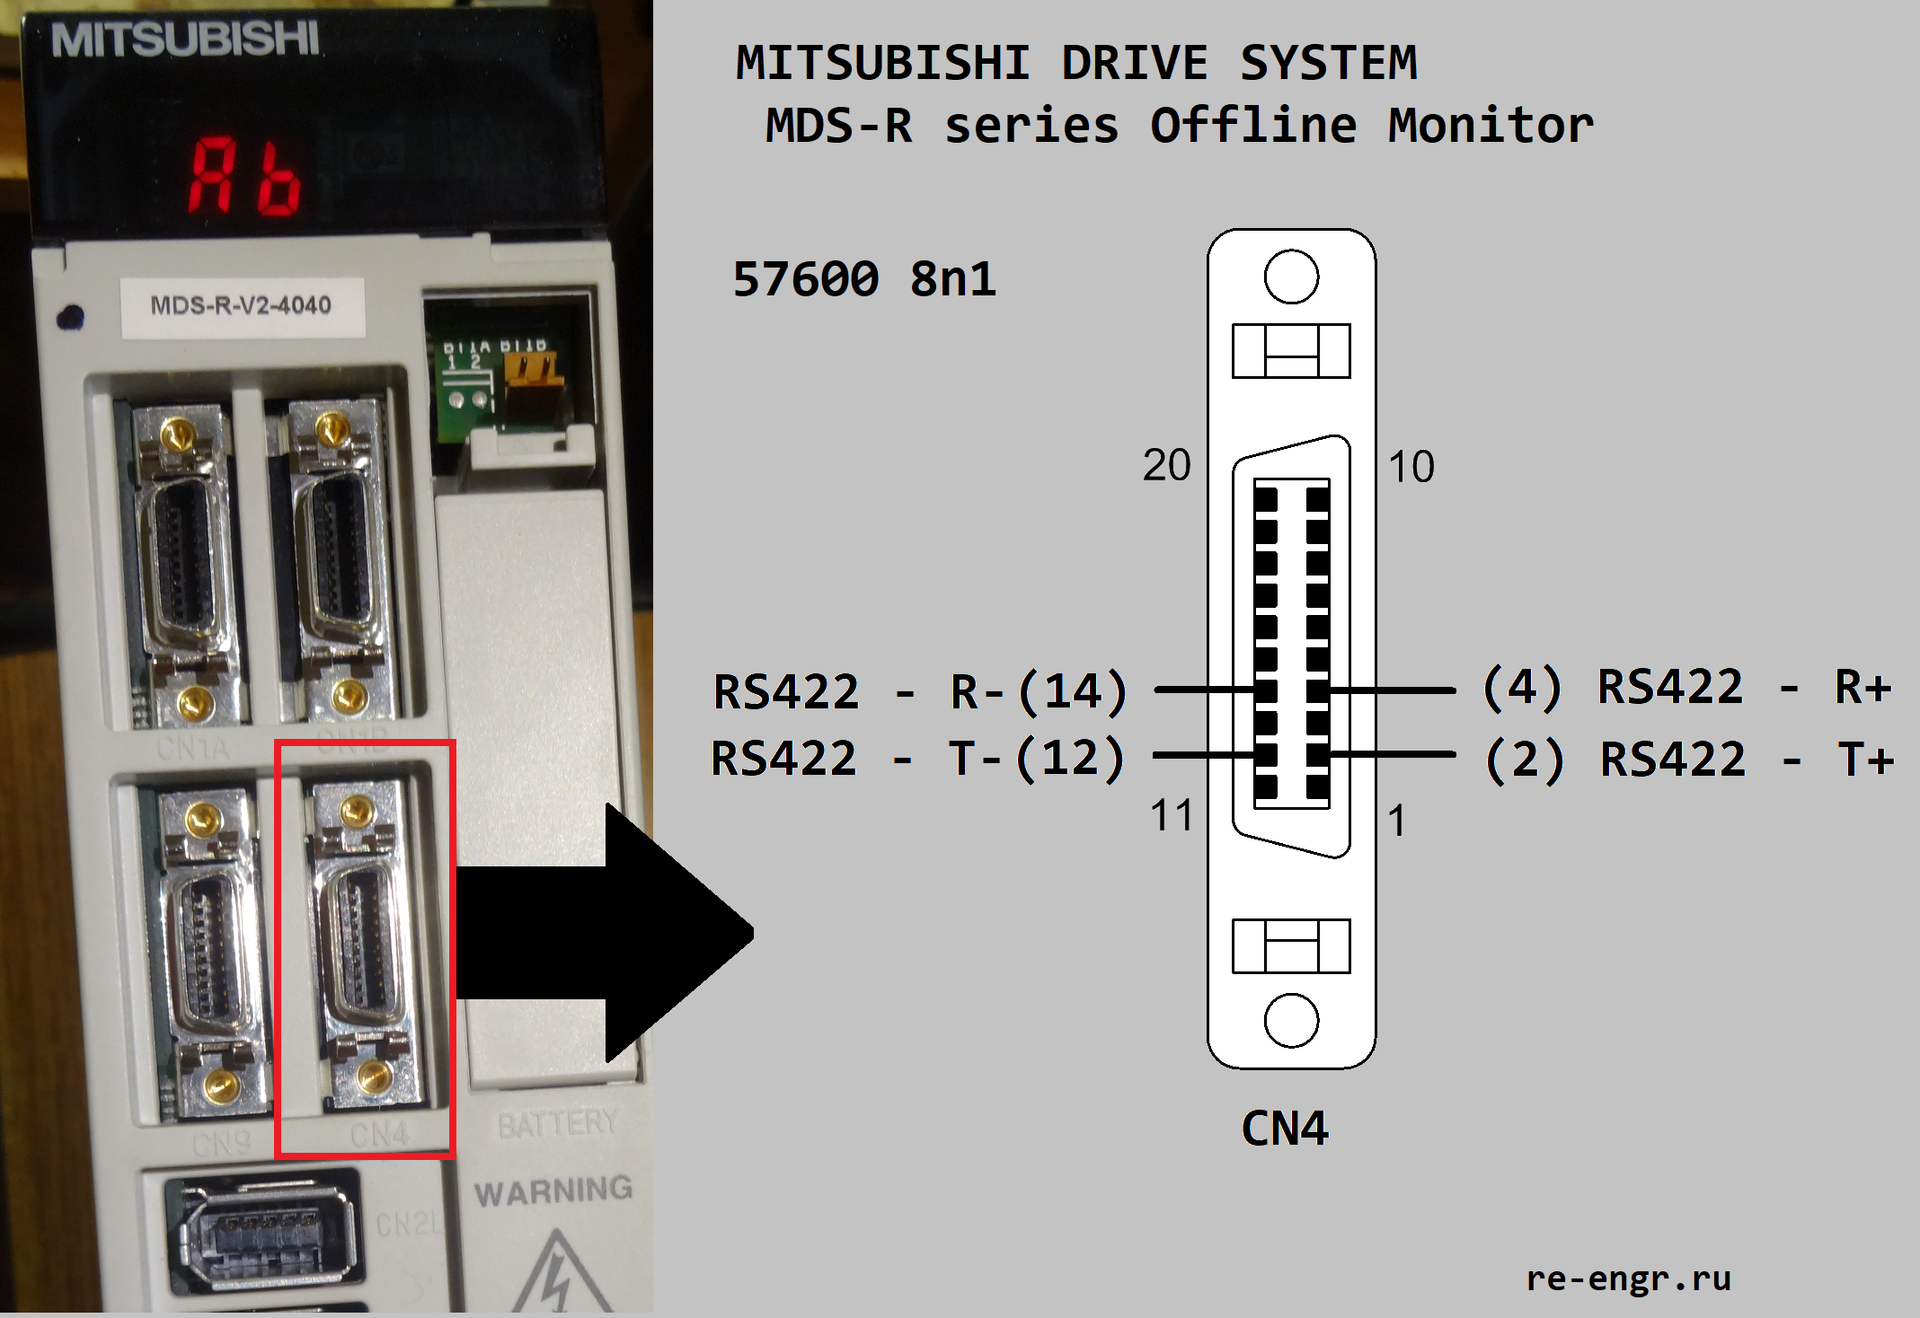 MITSUBISHI
Ab
MDS-R-V2-4040
BT1A BT1B
1 2
CN1A
CN1B
CN9
CN4
BATTERY
WARNING
CN2L
MITSUBISHI DRIVE SYSTEM
MDS-R series Offline Monitor
57600 8n1
20
10
RS422 - R-(14)
(4) RS422 - R+
RS422 - T-(12)
(2) RS422 - T+
11
1
CN4
re-engr.ru